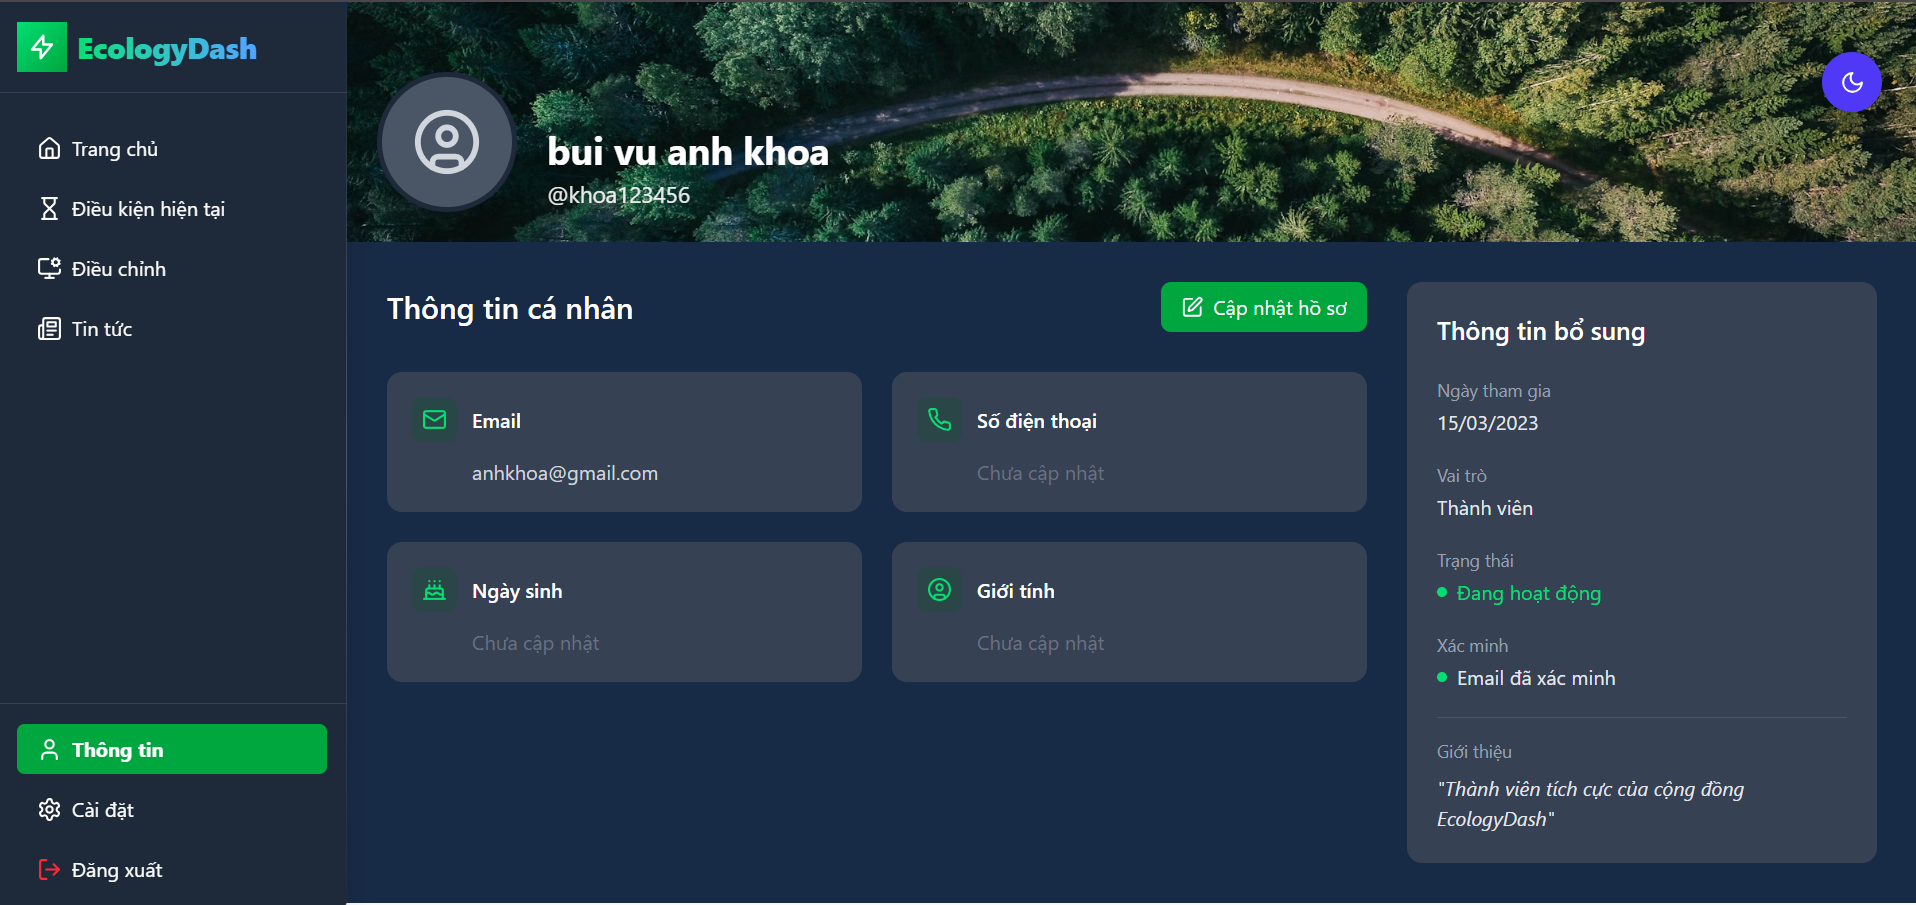 EcologyDash
Trang chủ
Điều kiện hiện tại
Điều chỉnh
Tin tức
Thông tin
Cài đặt
Đăng xuất
bui vu anh khoa
@khoa123456
Thông tin cá nhân
Cập nhật hồ sơ
Email
anhkhoa@gmail.com
Số điện thoại
Chưa cập nhật
Ngày sinh
Chưa cập nhật
Giới tính
Chưa cập nhật
Thông tin bổ sung
Ngày tham gia
15/03/2023
Vai trò
Thành viên
Trạng thái
Đang hoạt động
Xác minh
Email đã xác minh
Giới thiệu
"Thành viên tích cực của cộng đồng
EcologyDash"